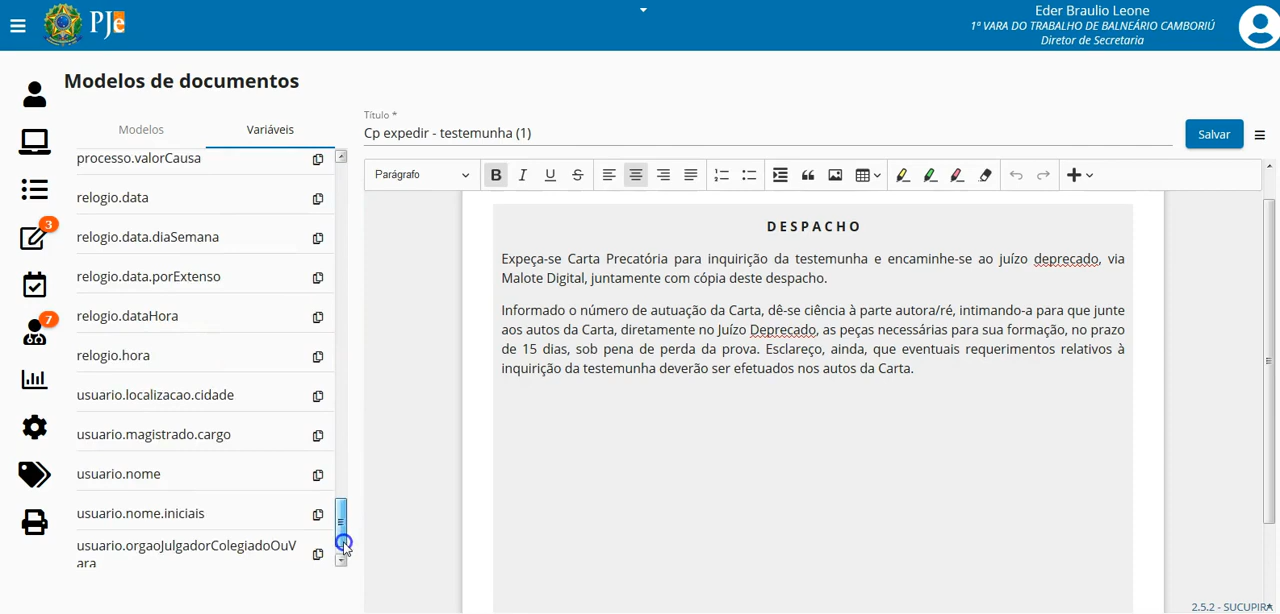 PJe
Eder Braulio Leone
1ª VARA DO TRABALHO DE BALNEÁRIO CAMBORIÚ
Diretor de Secretaria
Modelos de documentos
Modelos
Variáveis
processo.valorCausa
relogio.data
relogio.data.diaSemana
relogio.data.porExtenso
relogio.dataHora
relogio.hora
usuario.localizacao.cidade
usuario.magistrado.cargo
usuario.nome
usuario.nome.iniciais
usuario.orgaoJulgadorColegiadoOuV
ara
3
7
Título *
Cp expedir - testemunha (1)
Salvar
Parágrafo
B I U S
DESPACHO
Expeça-se Carta Precatória para inquirição da testemunha e encaminhe-se ao juízo deprecado, via
Malote Digital, juntamente com cópia deste despacho.
Informado o número de autuação da Carta, dê-se ciência à parte autora/ré, intimando-a para que junte
aos autos da Carta, diretamente no Juízo Deprecado, as peças necessárias para sua formação, no prazo
de 15 dias, sob pena de perda da prova. Esclareço, ainda, que eventuais requerimentos relativos à
inquirição da testemunha deverão ser efetuados nos autos da Carta.
2.5.2 - SUCUPIRA